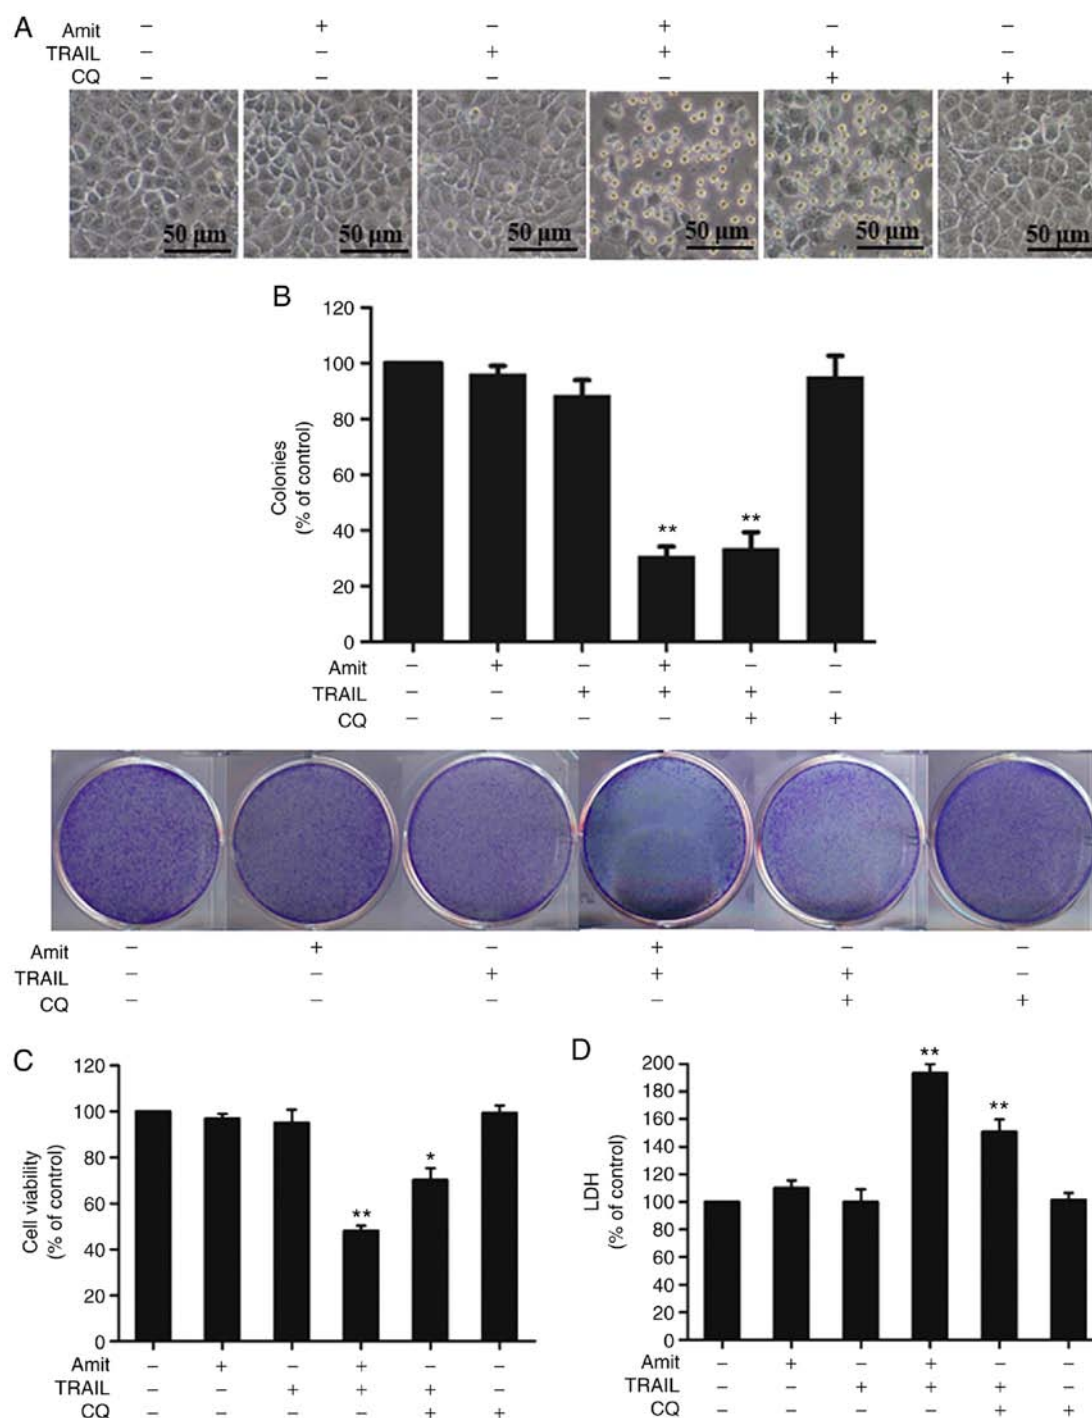 A
Amit − + − + − −
TRAIL − − + + + −
CQ − − − − + +
50 µm 50 µm 50 µm 50 µm 50 µm 50 µm
B
120
100
80
60
40
20
0
Colonies
(% of control)
** **
Amit − + − + − −
TRAIL − − + + + −
CQ − − − − + +
Amit − + − + − −
TRAIL − − + + + −
CQ − − − − + +
C
120
100
80
60
40
20
0
Cell viability
(% of control)
** *
Amit − + − + − −
TRAIL − − + + + −
CQ − − − − + +
D
200
180
160
140
120
100
80
60
40
20
0
LDH
(% of control)
** **
Amit − + − + − −
TRAIL − − + + + −
CQ − − − − + +